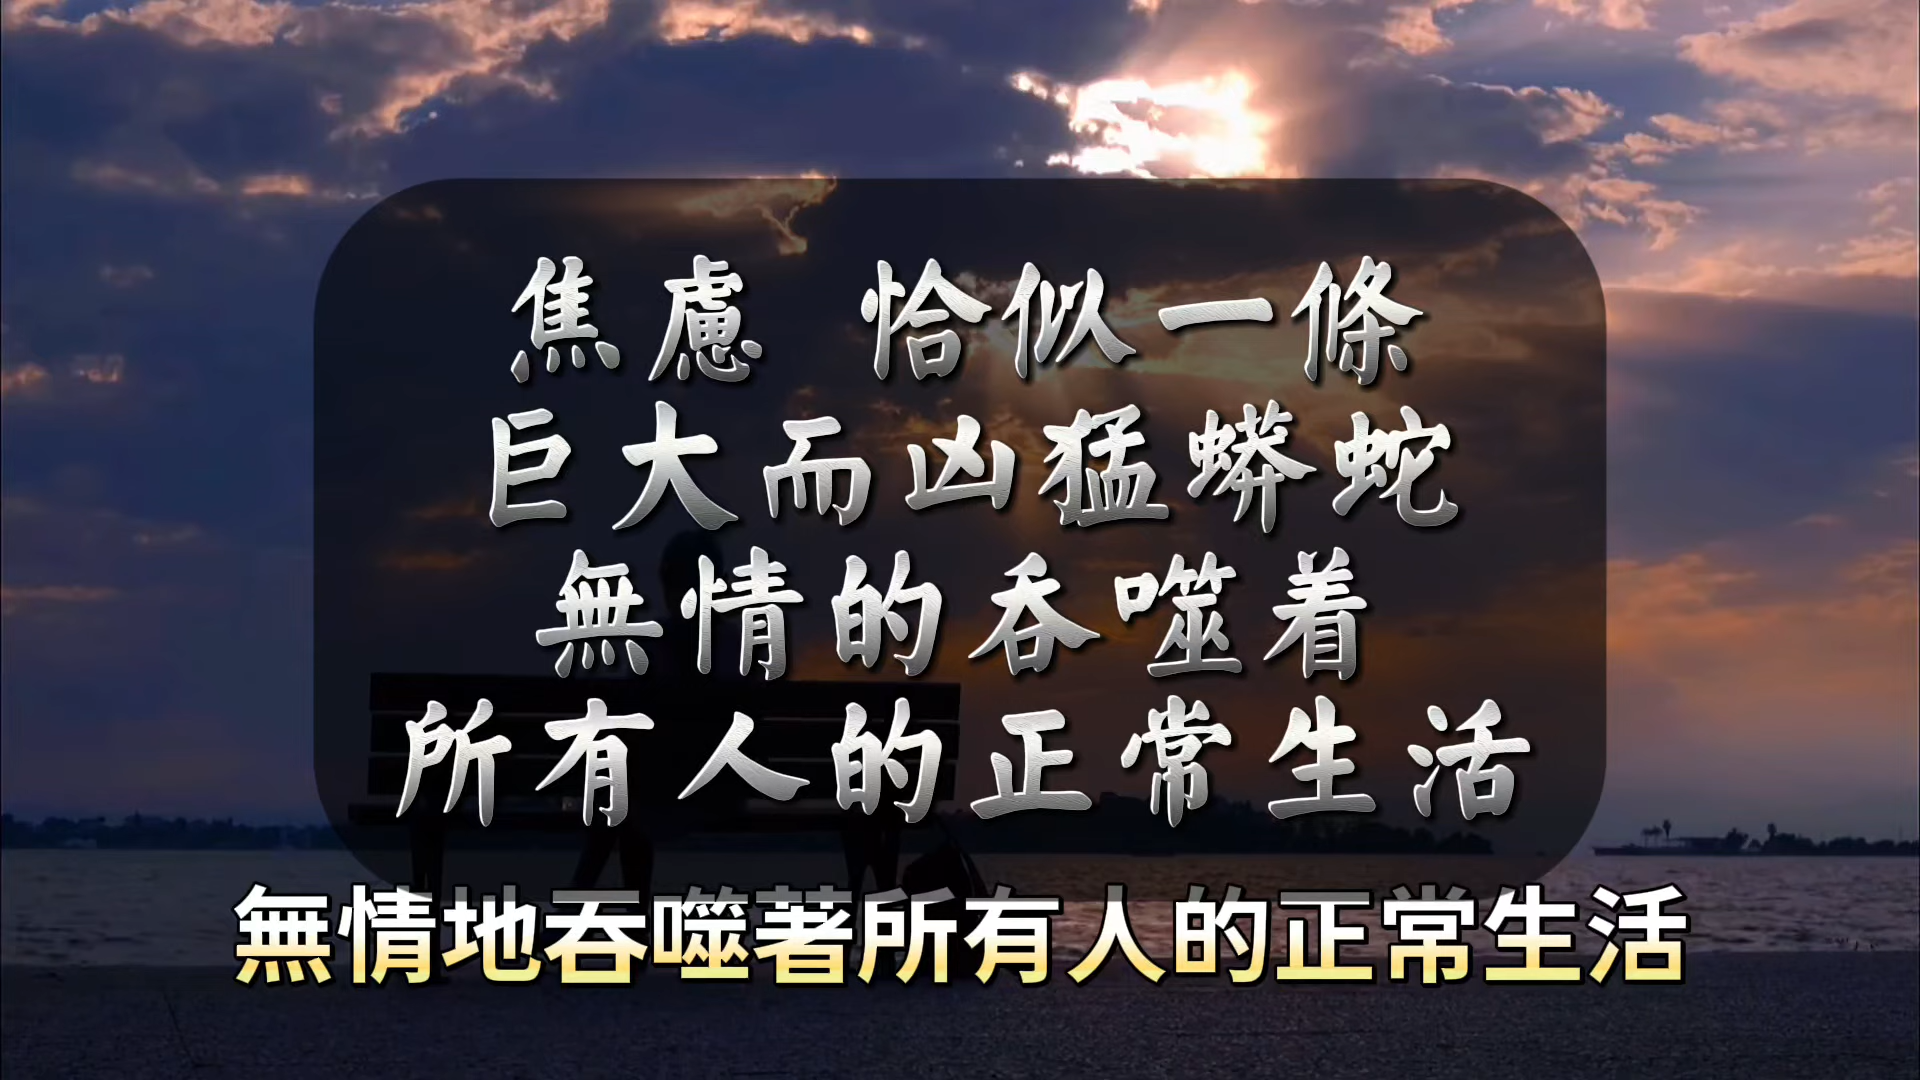 焦慮 恰似一條
巨大而凶猛蟒蛇
無情的吞噬着
所有人的正常生活
無情地吞噬著所有人的正常生活